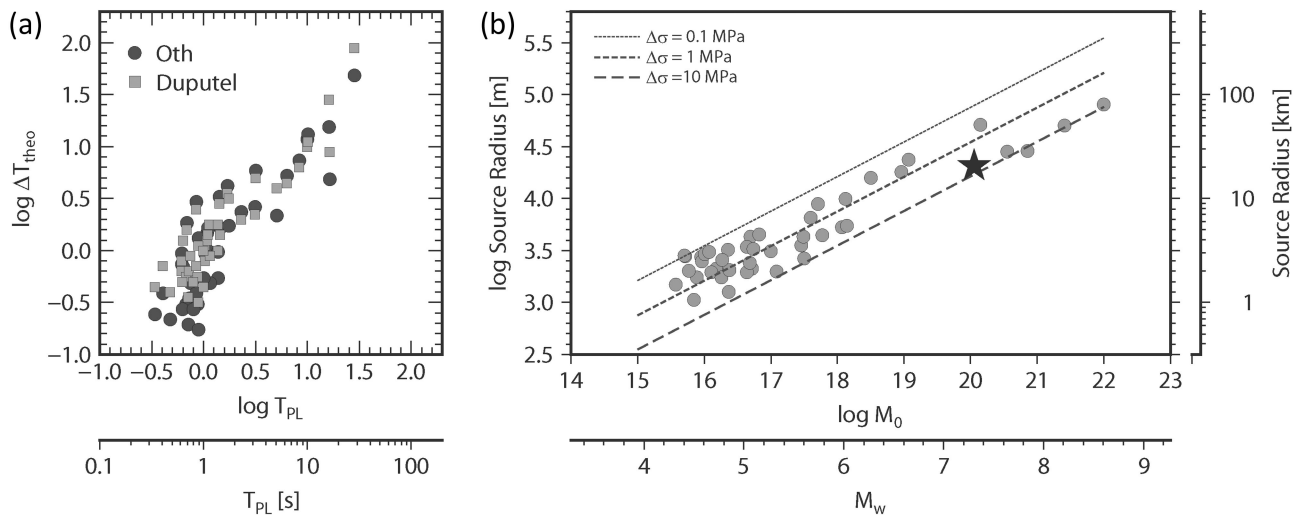 (a)
2.0
1.5
1.0
0.5
0.0
−0.5
−1.0
log ΔT_theo
Oth
Duputel
−1.0 −0.5 0.0 0.5 1.0 1.5 2.0
log T_PL
0.1 1 10 100
T_PL [s]
(b)
5.5
5.0
4.5
4.0
3.5
3.0
2.5
log Source Radius [m]
Δσ = 0.1 MPa
Δσ = 1 MPa
Δσ =10 MPa
100
10
1
Source Radius [km]
14 15 16 17 18 19 20 21 22 23
log M_0
4 5 6 7 8 9
M_w